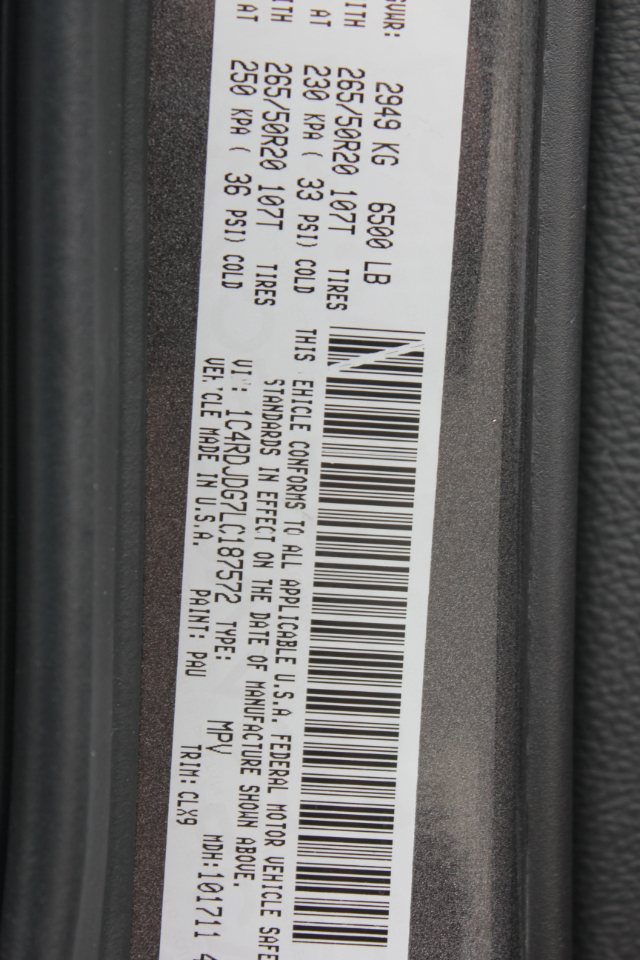 GVWR: 2949 KG 6500 LB
WITH 265/50R20 107T TIRES
AT 230 KPA ( 33 PSI) COLD
WITH 265/50R20 107T TIRES
AT 250 KPA ( 36 PSI) COLD
THIS EHICLE CONFORMS TO ALL APPLICABLE U.S.A. FEDERAL MOTOR VEHICLE SAFE
STANDARDS IN EFFECT ON THE DATE OF MANUFACTURE SHOWN ABOVE.
VI : 1C4RDJDG7LC187572 TYPE: MPV MDH:101711 4
VEH CLE MADE IN U.S.A. PAINT: PAU TRIM: CLX9